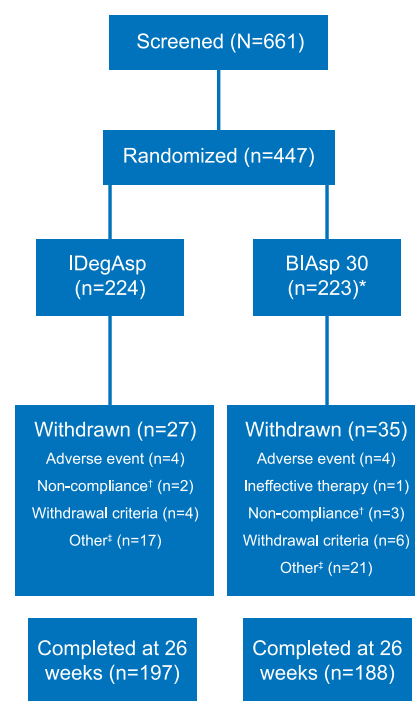 Screened (N=661)
Randomized (n=447)
IDegAsp
(n=224)
BIAsp 30
(n=223)*
Withdrawn (n=27)
Adverse event (n=4)
Non-compliance† (n=2)
Withdrawal criteria (n=4)
Other‡ (n=17)
Withdrawn (n=35)
Adverse event (n=4)
Ineffective therapy (n=1)
Non-compliance† (n=3)
Withdrawal criteria (n=6)
Other‡ (n=21)
Completed at 26
weeks (n=197)
Completed at 26
weeks (n=188)